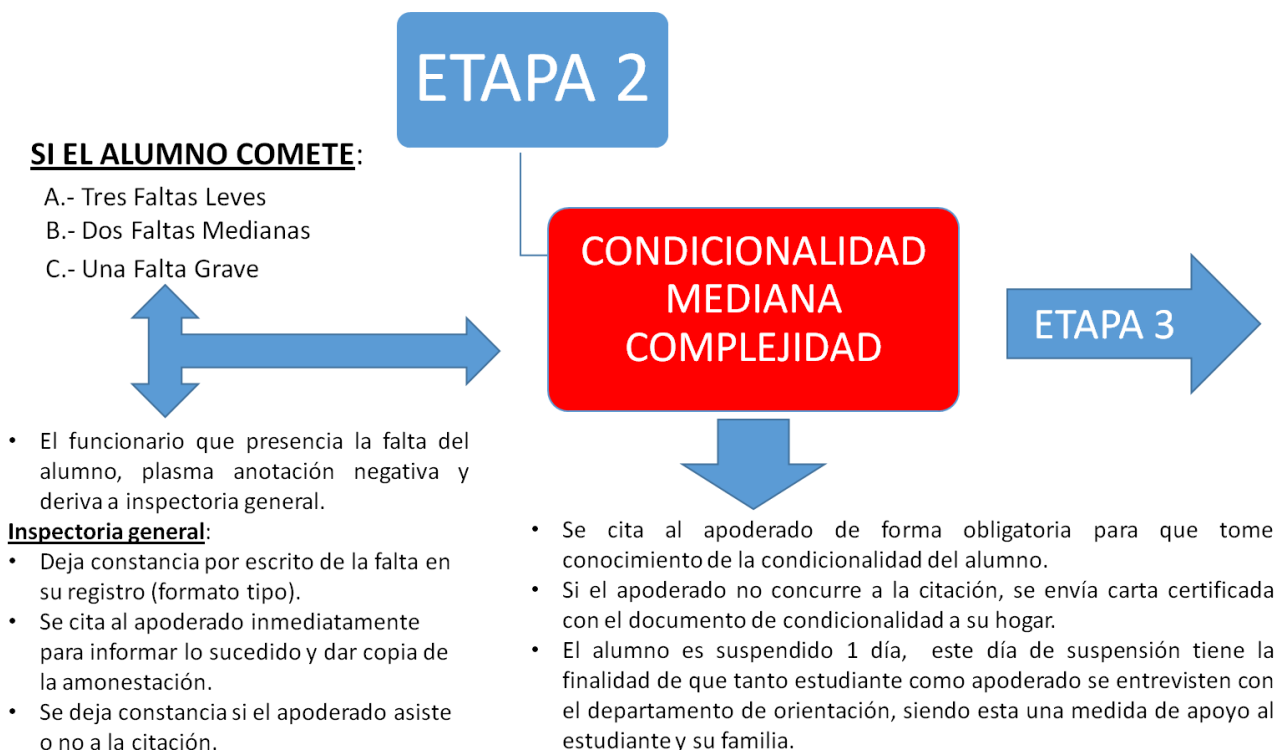 ETAPA 2
SI EL ALUMNO COMETE:
A.- Tres Faltas Leves
B.- Dos Faltas Medianas
C.- Una Falta Grave
CONDICIONALIDAD
MEDIANA
COMPLEJIDAD
ETAPA 3
• El funcionario que presencia la falta del
alumno, plasma anotación negativa y
deriva a inspectoria general.
Inspectoria general:
• Deja constancia por escrito de la falta en
su registro (formato tipo).
• Se cita al apoderado inmediatamente
para informar lo sucedido y dar copia de
la amonestación.
• Se deja constancia si el apoderado asiste
o no a la citación.
• Se cita al apoderado de forma obligatoria para que tome
conocimiento de la condicionalidad del alumno.
• Si el apoderado no concurre a la citación, se envía carta certificada
con el documento de condicionalidad a su hogar.
• El alumno es suspendido 1 día, este día de suspensión tiene la
finalidad de que tanto estudiante como apoderado se entrevisten con
el departamento de orientación, siendo esta una medida de apoyo al
estudiante y su familia.